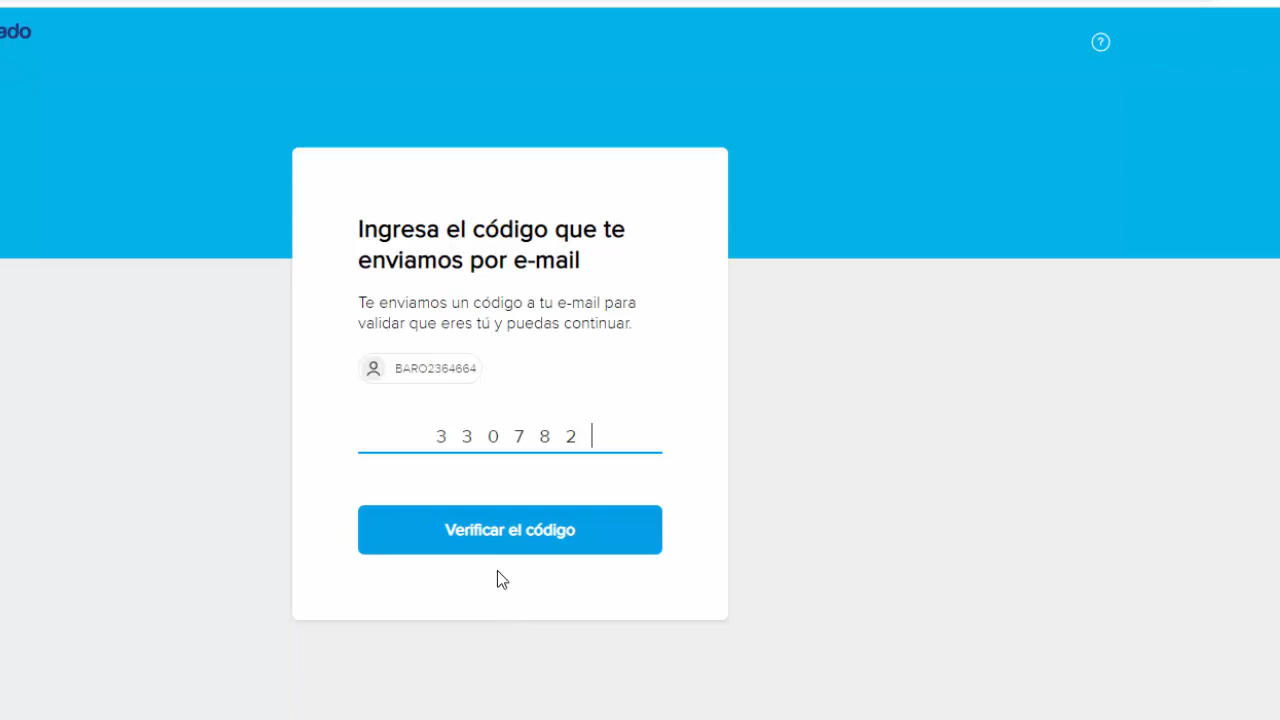 ado
?
Ingresa el código que te
enviamos por e-mail
Te enviamos un código a tu e-mail para
validar que eres tú y puedas continuar.
BARO2364664
3 3 0 7 8 2
Verificar el código